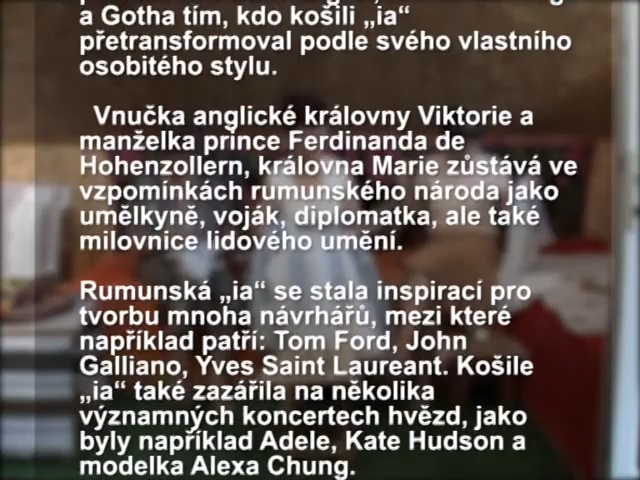 a Gotha tím, kdo košili „ia“
přetransformoval podle svého vlastního
osobitého stylu.
Vnučka anglické královny Viktorie a
manželka prince Ferdinanda de
Hohenzollern, královna Marie zůstává ve
vzpomínkách rumunského národa jako
umělkyně, voják, diplomatka, ale také
milovnice lidového umění.
Rumunská „ia“ se stala inspirací pro
tvorbu mnoha návrhářů, mezi které
například patří: Tom Ford, John
Galliano, Yves Saint Laureant. Košile
„ia“ také zazářila na několika
významných koncertech hvězd, jako
byly například Adele, Kate Hudson a
modelka Alexa Chung.